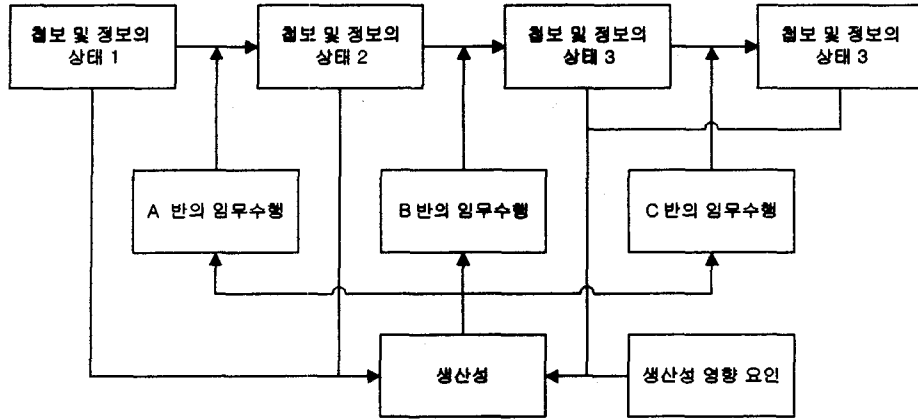 첩보 및 정보의
상태 1
첩보 및 정보의
상태 2
첩보 및 정보의
상태 3
첩보 및 정보의
상태 3
A 반의 임무수행
B 반의 임무수행
C 반의 임무수행
생산성
생산성 영향 요인